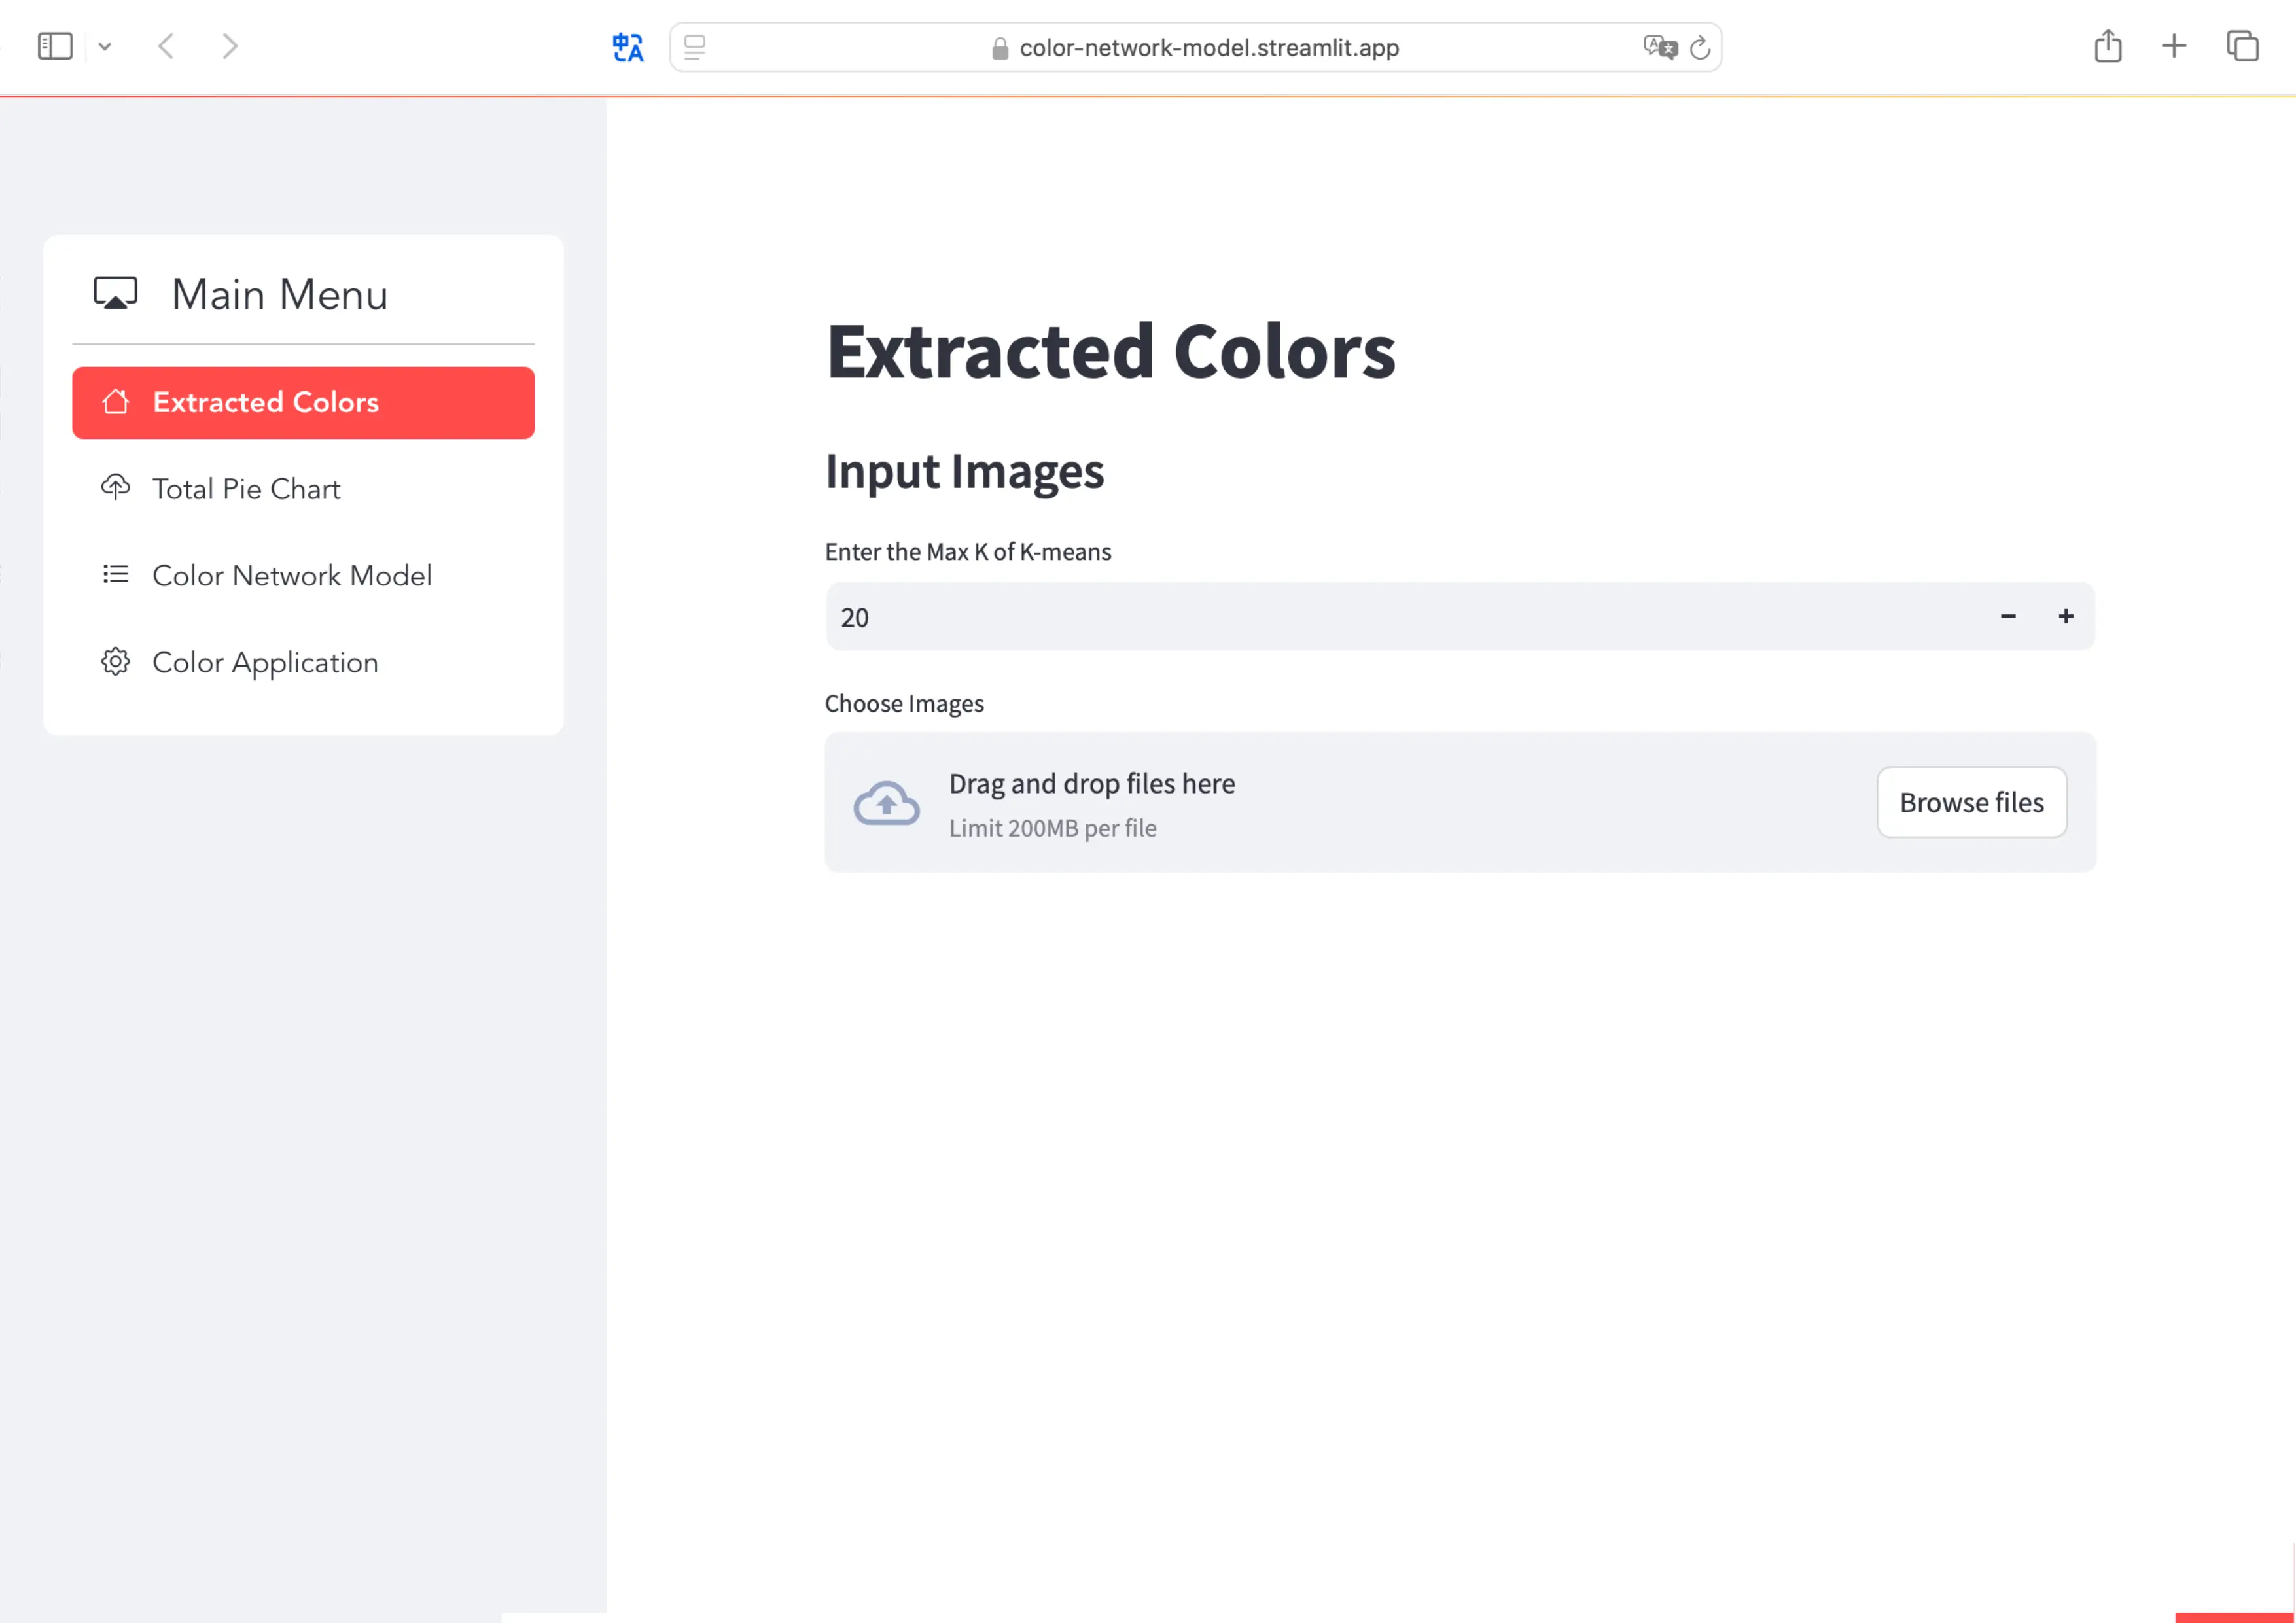 color-network-model.streamlit.app
Main Menu
Extracted Colors
Total Pie Chart
Color Network Model
Color Application
Extracted Colors
Input Images
Enter the Max K of K-means
20
Choose Images
Drag and drop files here
Limit 200MB per file
Browse files